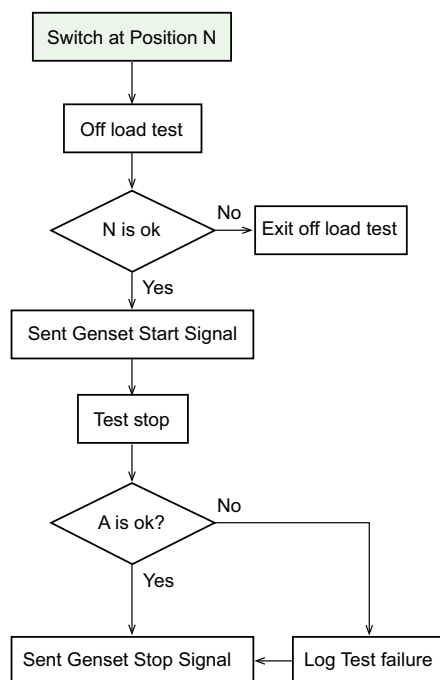 Switch at Position N
Off load test
N is ok
No
Exit off load test
Yes
Sent Genset Start Signal
Test stop
A is ok?
No
Yes
Sent Genset Stop Signal
Log Test failure